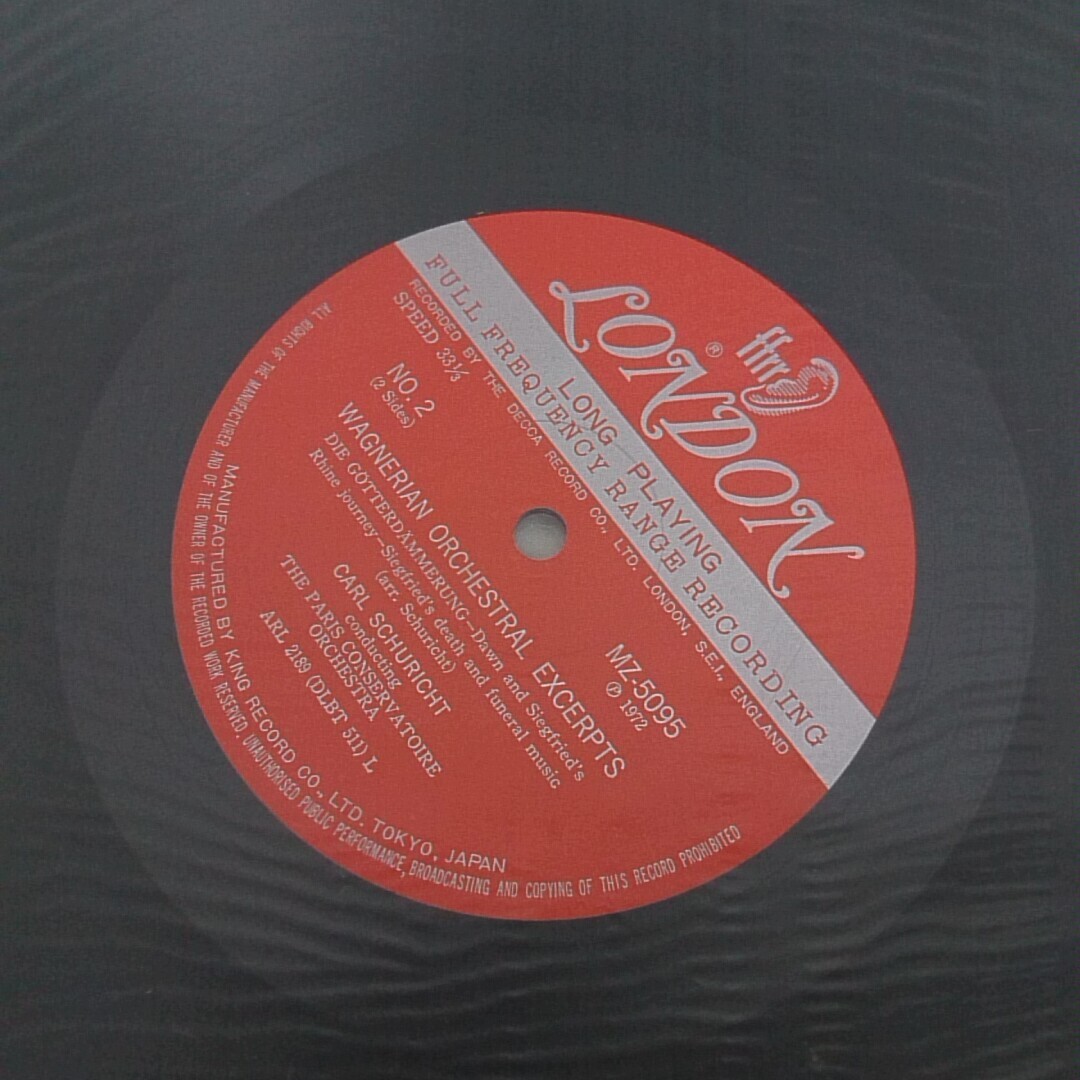 ffrr
LONDON
®
LONG PLAYING
FULL FREQUENCY RANGE RECORDING
RECORDED BY THE DECCA RECORD CO., LTD. LONDON, S.E.I, ENGLAND
SPEED 33⅓
NO. 2
(2 Sides)
MZ-5095
Ⓟ 1972
WAGNERIAN ORCHESTRAL EXCERPTS
DIE GÖTTERDÄMMERUNG—Dawn and Siegfried's
Rhine journey—Siegfried's death and funeral music
(arr. Schuricht)
CARL SCHURICHT
conducting
THE PARIS CONSERVATOIRE
ORCHESTRA
ARL 2189 (DLBT 511) L
MANUFACTURED BY KING RECORD CO., LTD. TOKYO, JAPAN
ALL RIGHTS OF THE MANUFACTURER AND OF THE OWNER OF THE RECORDED WORK RESERVED. UNAUTHORISED PUBLIC PERFORMANCE, BROADCASTING AND COPYING OF THIS RECORD PROHIBITED